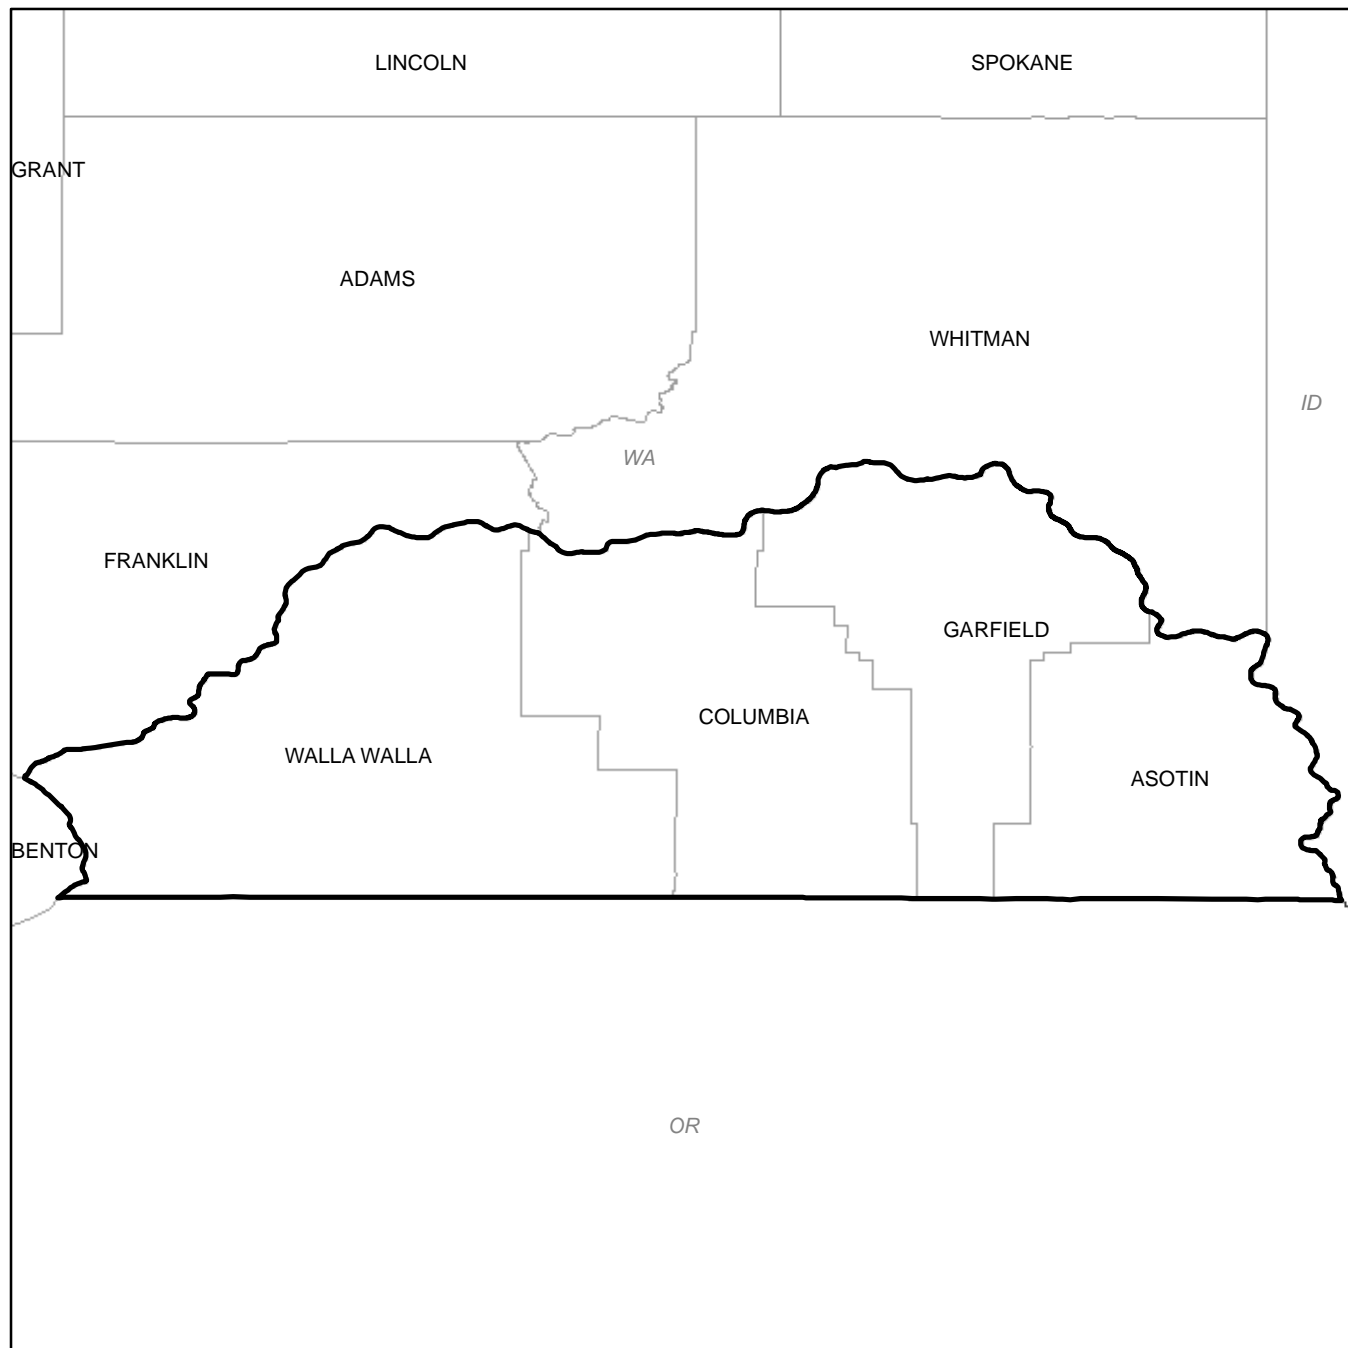 LINCOLN
SPOKANE
GRANT
ADAMS
WHITMAN
ID
WA
FRANKLIN
GARFIELD
COLUMBIA
WALLA WALLA
ASOTIN
BENTON
OR